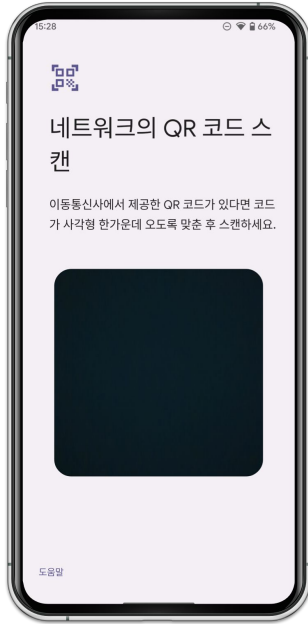 15:28
66%
네트워크의 QR 코드 스
캔
이동통신사에서 제공한 QR 코드가 있다면 코드
가 사각형 한가운데 오도록 맞춘 후 스캔하세요.
도움말